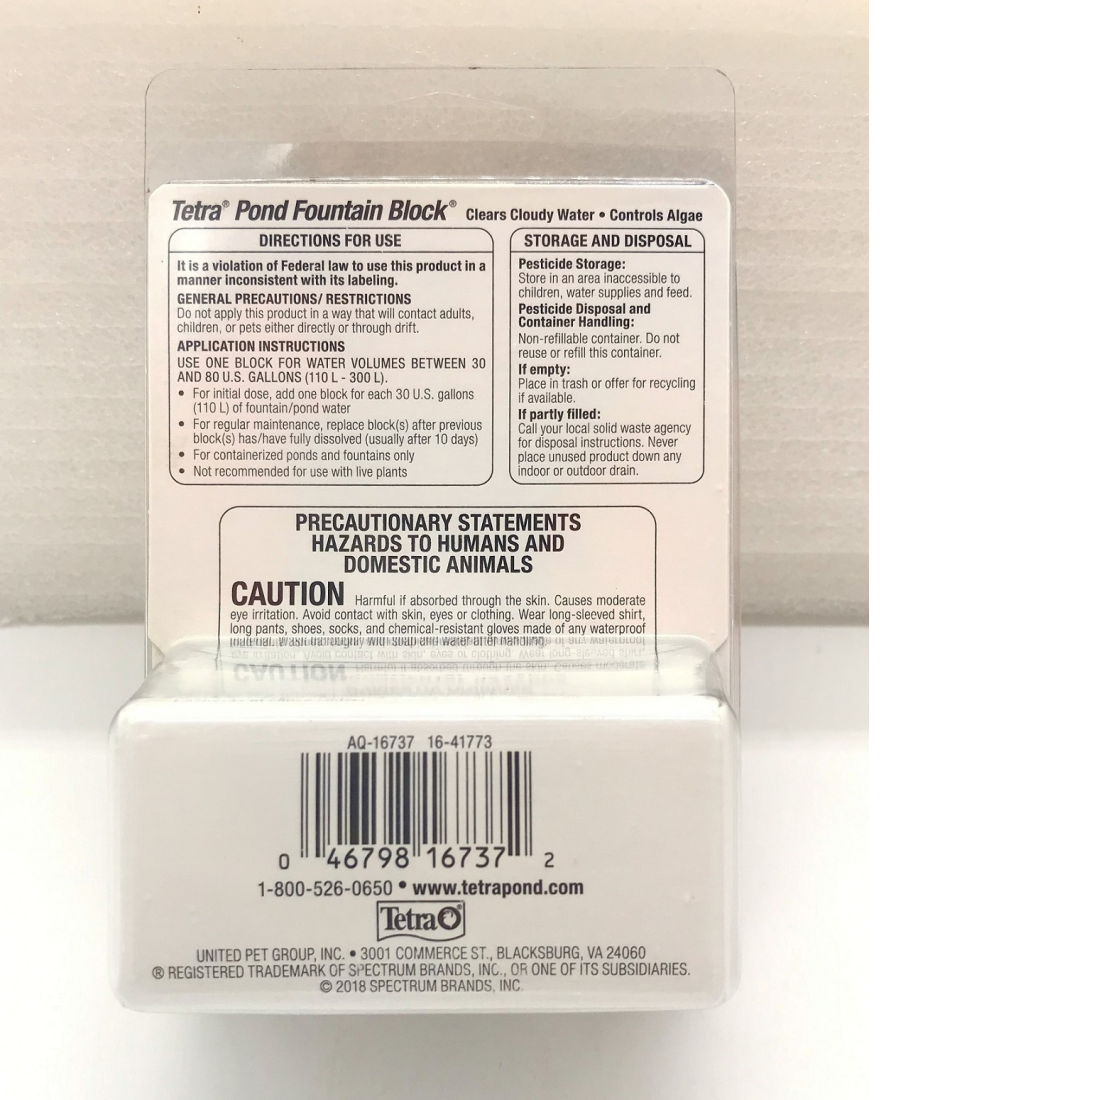 Tetra® Pond Fountain Block® Clears Cloudy Water • Controls Algae
DIRECTIONS FOR USE
It is a violation of Federal law to use this product in a
manner inconsistent with its labeling.
GENERAL PRECAUTIONS/ RESTRICTIONS
Do not apply this product in a way that will contact adults,
children, or pets either directly or through drift.
APPLICATION INSTRUCTIONS
USE ONE BLOCK FOR WATER VOLUMES BETWEEN 30
AND 80 U.S. GALLONS (110 L - 300 L).
• For initial dose, add one block for each 30 U.S. gallons
(110 L) of fountain/pond water
• For regular maintenance, replace block(s) after previous
block(s) has/have fully dissolved (usually after 10 days)
• For containerized ponds and fountains only
• Not recommended for use with live plants
STORAGE AND DISPOSAL
Pesticide Storage:
Store in an area inaccessible to
children, water supplies and feed.
Pesticide Disposal and
Container Handling:
Non-refillable container. Do not
reuse or refill this container.
If empty:
Place in trash or offer for recycling
if available.
If partly filled:
Call your local solid waste agency
for disposal instructions. Never
place unused product down any
indoor or outdoor drain.
PRECAUTIONARY STATEMENTS
HAZARDS TO HUMANS AND
DOMESTIC ANIMALS
CAUTION Harmful if absorbed through the skin. Causes moderate
eye irritation. Avoid contact with skin, eyes or clothing. Wear long-sleeved shirt,
long pants, shoes, socks, and chemical-resistant gloves made of any waterproof
material. Wash thoroughly with soap and water after handling.
AQ-16737 16-41773
0 46798 16737 2
1-800-526-0650 • www.tetrapond.com
Tetra
UNITED PET GROUP, INC. • 3001 COMMERCE ST., BLACKSBURG, VA 24060
® REGISTERED TRADEMARK OF SPECTRUM BRANDS, INC., OR ONE OF ITS SUBSIDIARIES.
© 2018 SPECTRUM BRANDS, INC.